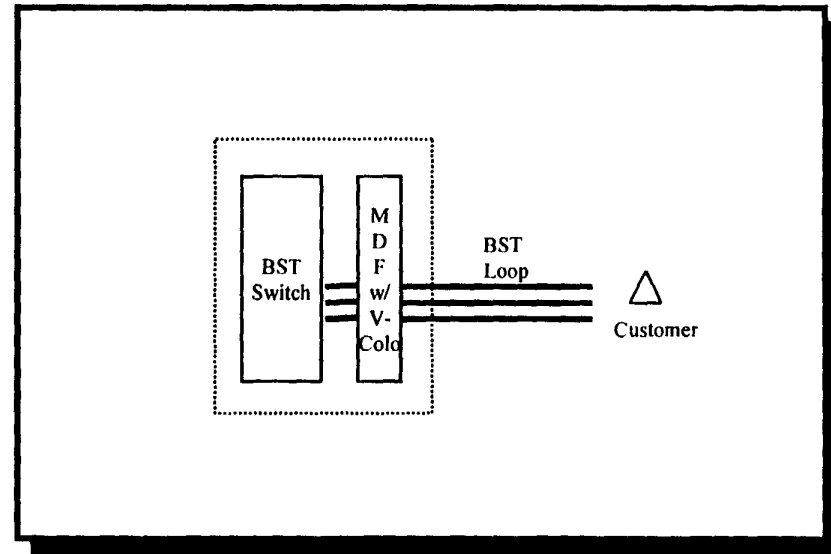 BST
Switch
M
D
F
w/
V-
Colo
BST
Loop
Customer